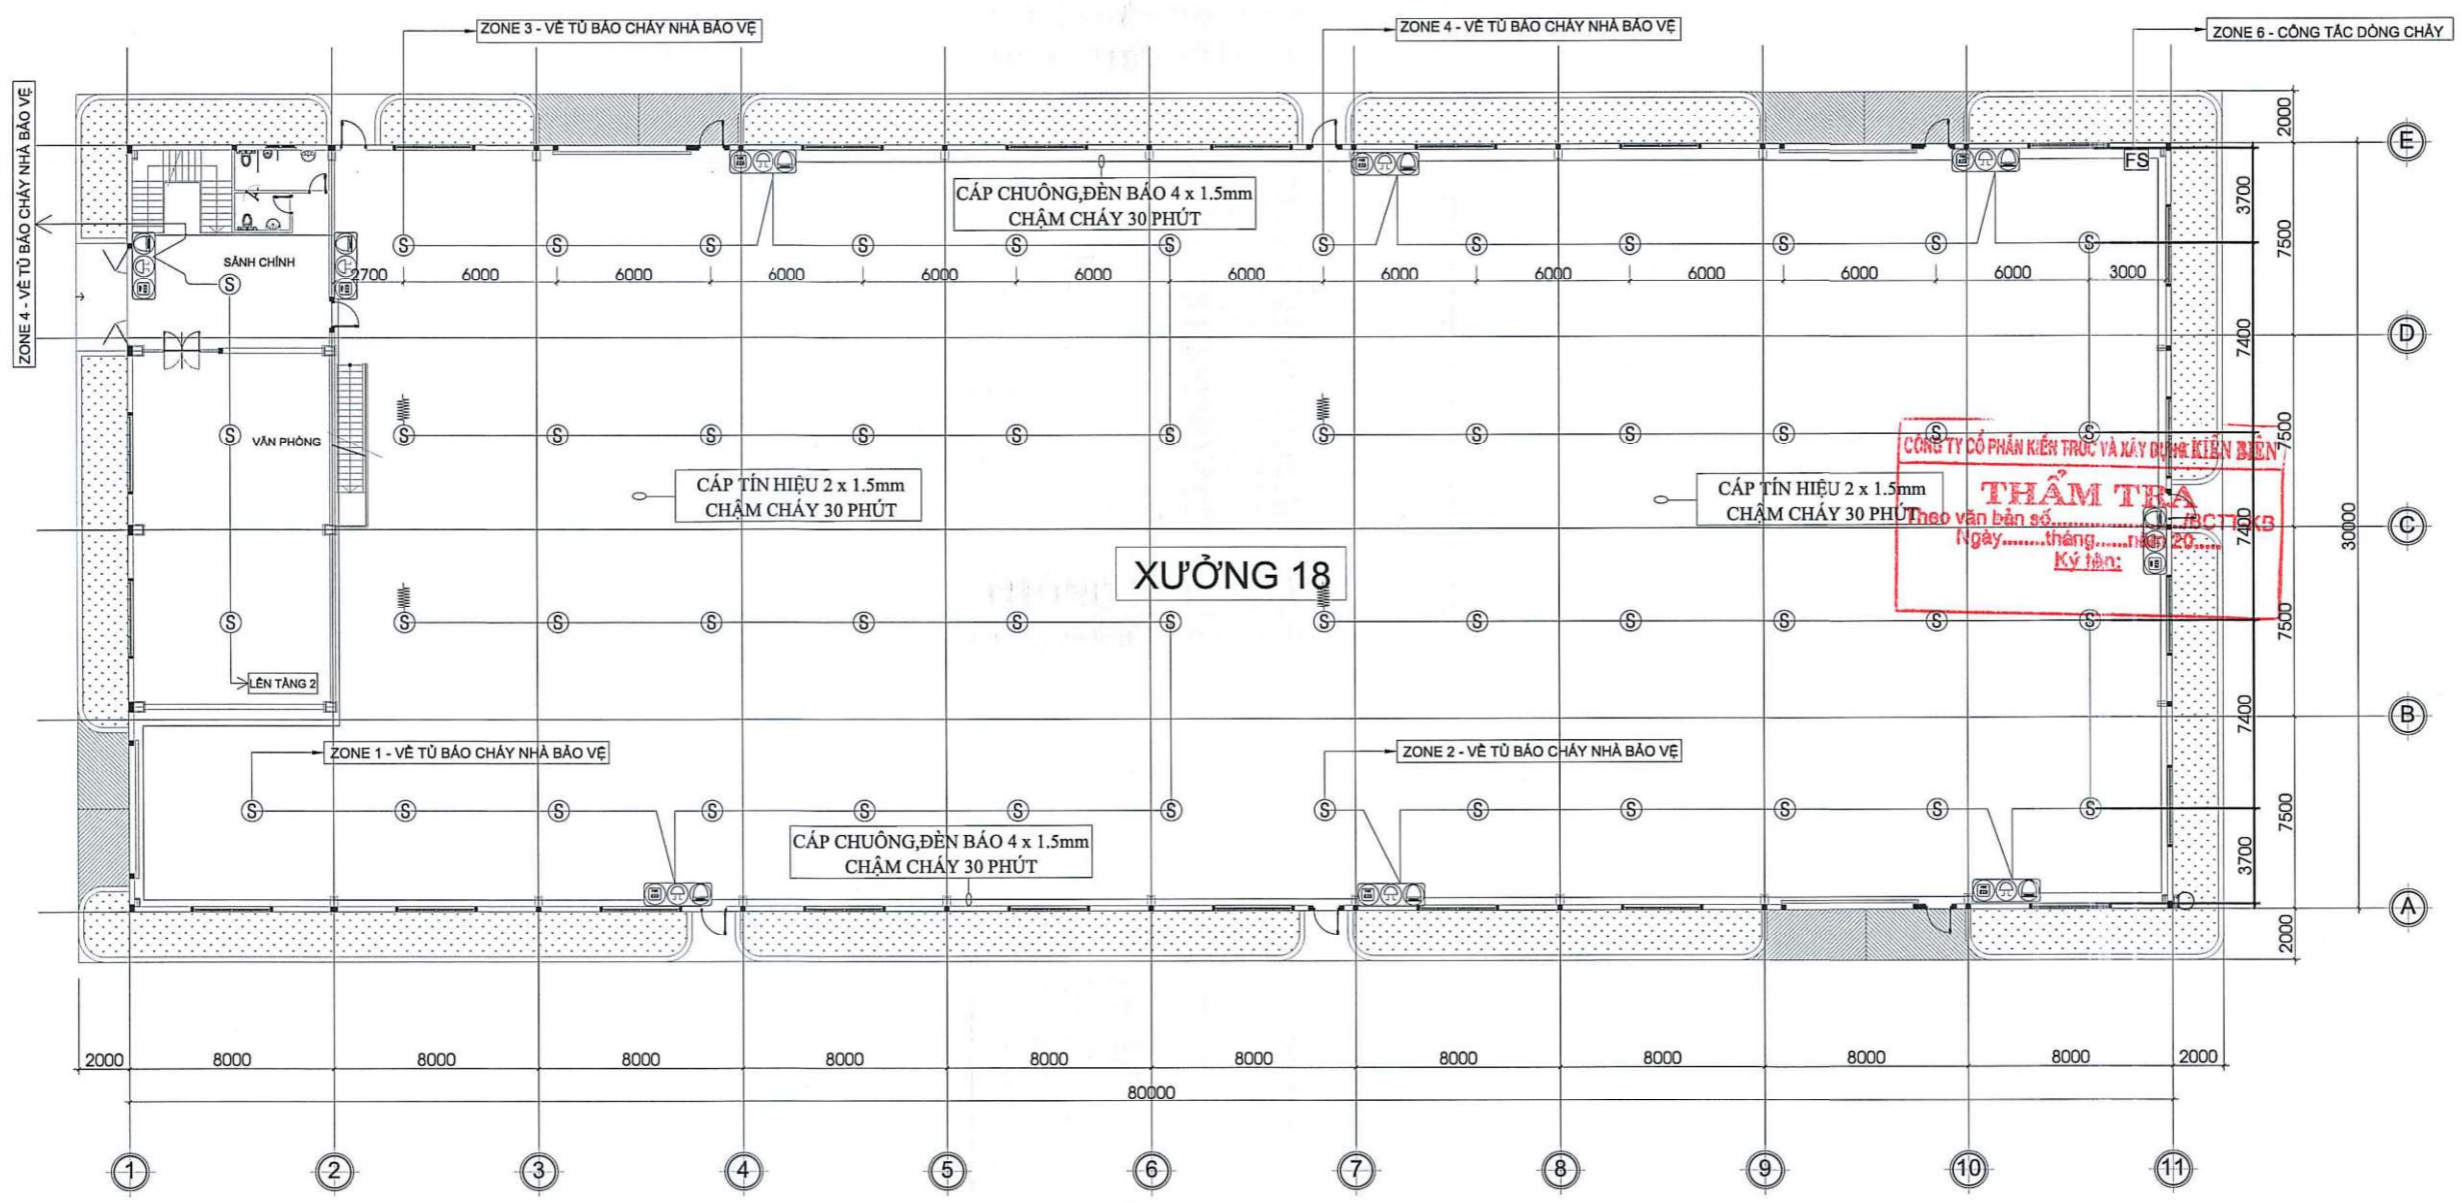 ZONE 3 - VỀ TỦ BÁO CHÁY NHÀ BẢO VỆ
ZONE 4 - VỀ TỦ BÁO CHÁY NHÀ BẢO VỆ
ZONE 6 - CÔNG TẮC DÒNG CHẢY
ZONE 4 - VỀ TỦ BÁO CHÁY NHÀ BẢO VỆ
2000
E
FS
CÁP CHUÔNG,ĐÈN BÁO 4 x 1.5mm
CHẬM CHÁY 30 PHÚT
3700
7500
S S S S S S S S S S S S
SẢNH CHÍNH
S
2700 6000 6000 6000 6000 6000 6000 6000 6000 6000 6000 6000 3000
D
7400
S
VĂN PHÒNG
S S S S S S S S S S S S
7500
CÔNG TY CỔ PHẦN KIẾN TRÚC VÀ XÂY DỰNG KIẾN BIỂN
THẨM TRA
Theo văn bản số.................../BCTT-KB
Ngày........tháng......năm 20.....
Ký tên:
CÁP TÍN HIỆU 2 x 1.5mm
CHẬM CHÁY 30 PHÚT
CÁP TÍN HIỆU 2 x 1.5mm
CHẬM CHÁY 30 PHÚT
7400
30000
C
XƯỞNG 18
S
S S S S S S S S S S S S
7500
LÊN TẦNG 2
7400
B
ZONE 1 - VỀ TỦ BÁO CHÁY NHÀ BẢO VỆ
ZONE 2 - VỀ TỦ BÁO CHÁY NHÀ BẢO VỆ
S S S S S S S S S S S S S
7500
CÁP CHUÔNG,ĐÈN BÁO 4 x 1.5mm
CHẬM CHÁY 30 PHÚT
3700
A
2000
2000 8000 8000 8000 8000 8000 8000 8000 8000 8000 8000 2000
80000
1 2 3 4 5 6 7 8 9 10 11